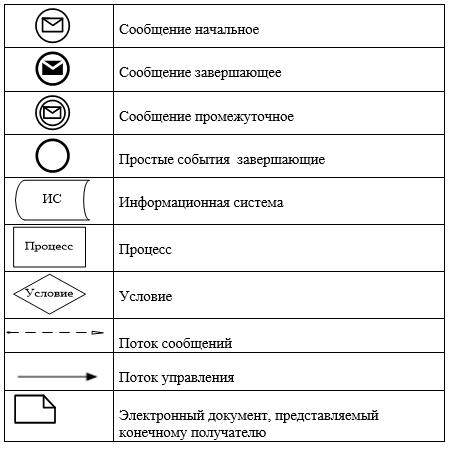 Сообщение начальное
Сообщение завершающее
Сообщение промежуточное
Простые события завершающие
ИС
Информационная система
Процесс
Процесс
Условие
Условие
Поток сообщений
Поток управления
Электронный документ, представляемый
конечному получателю